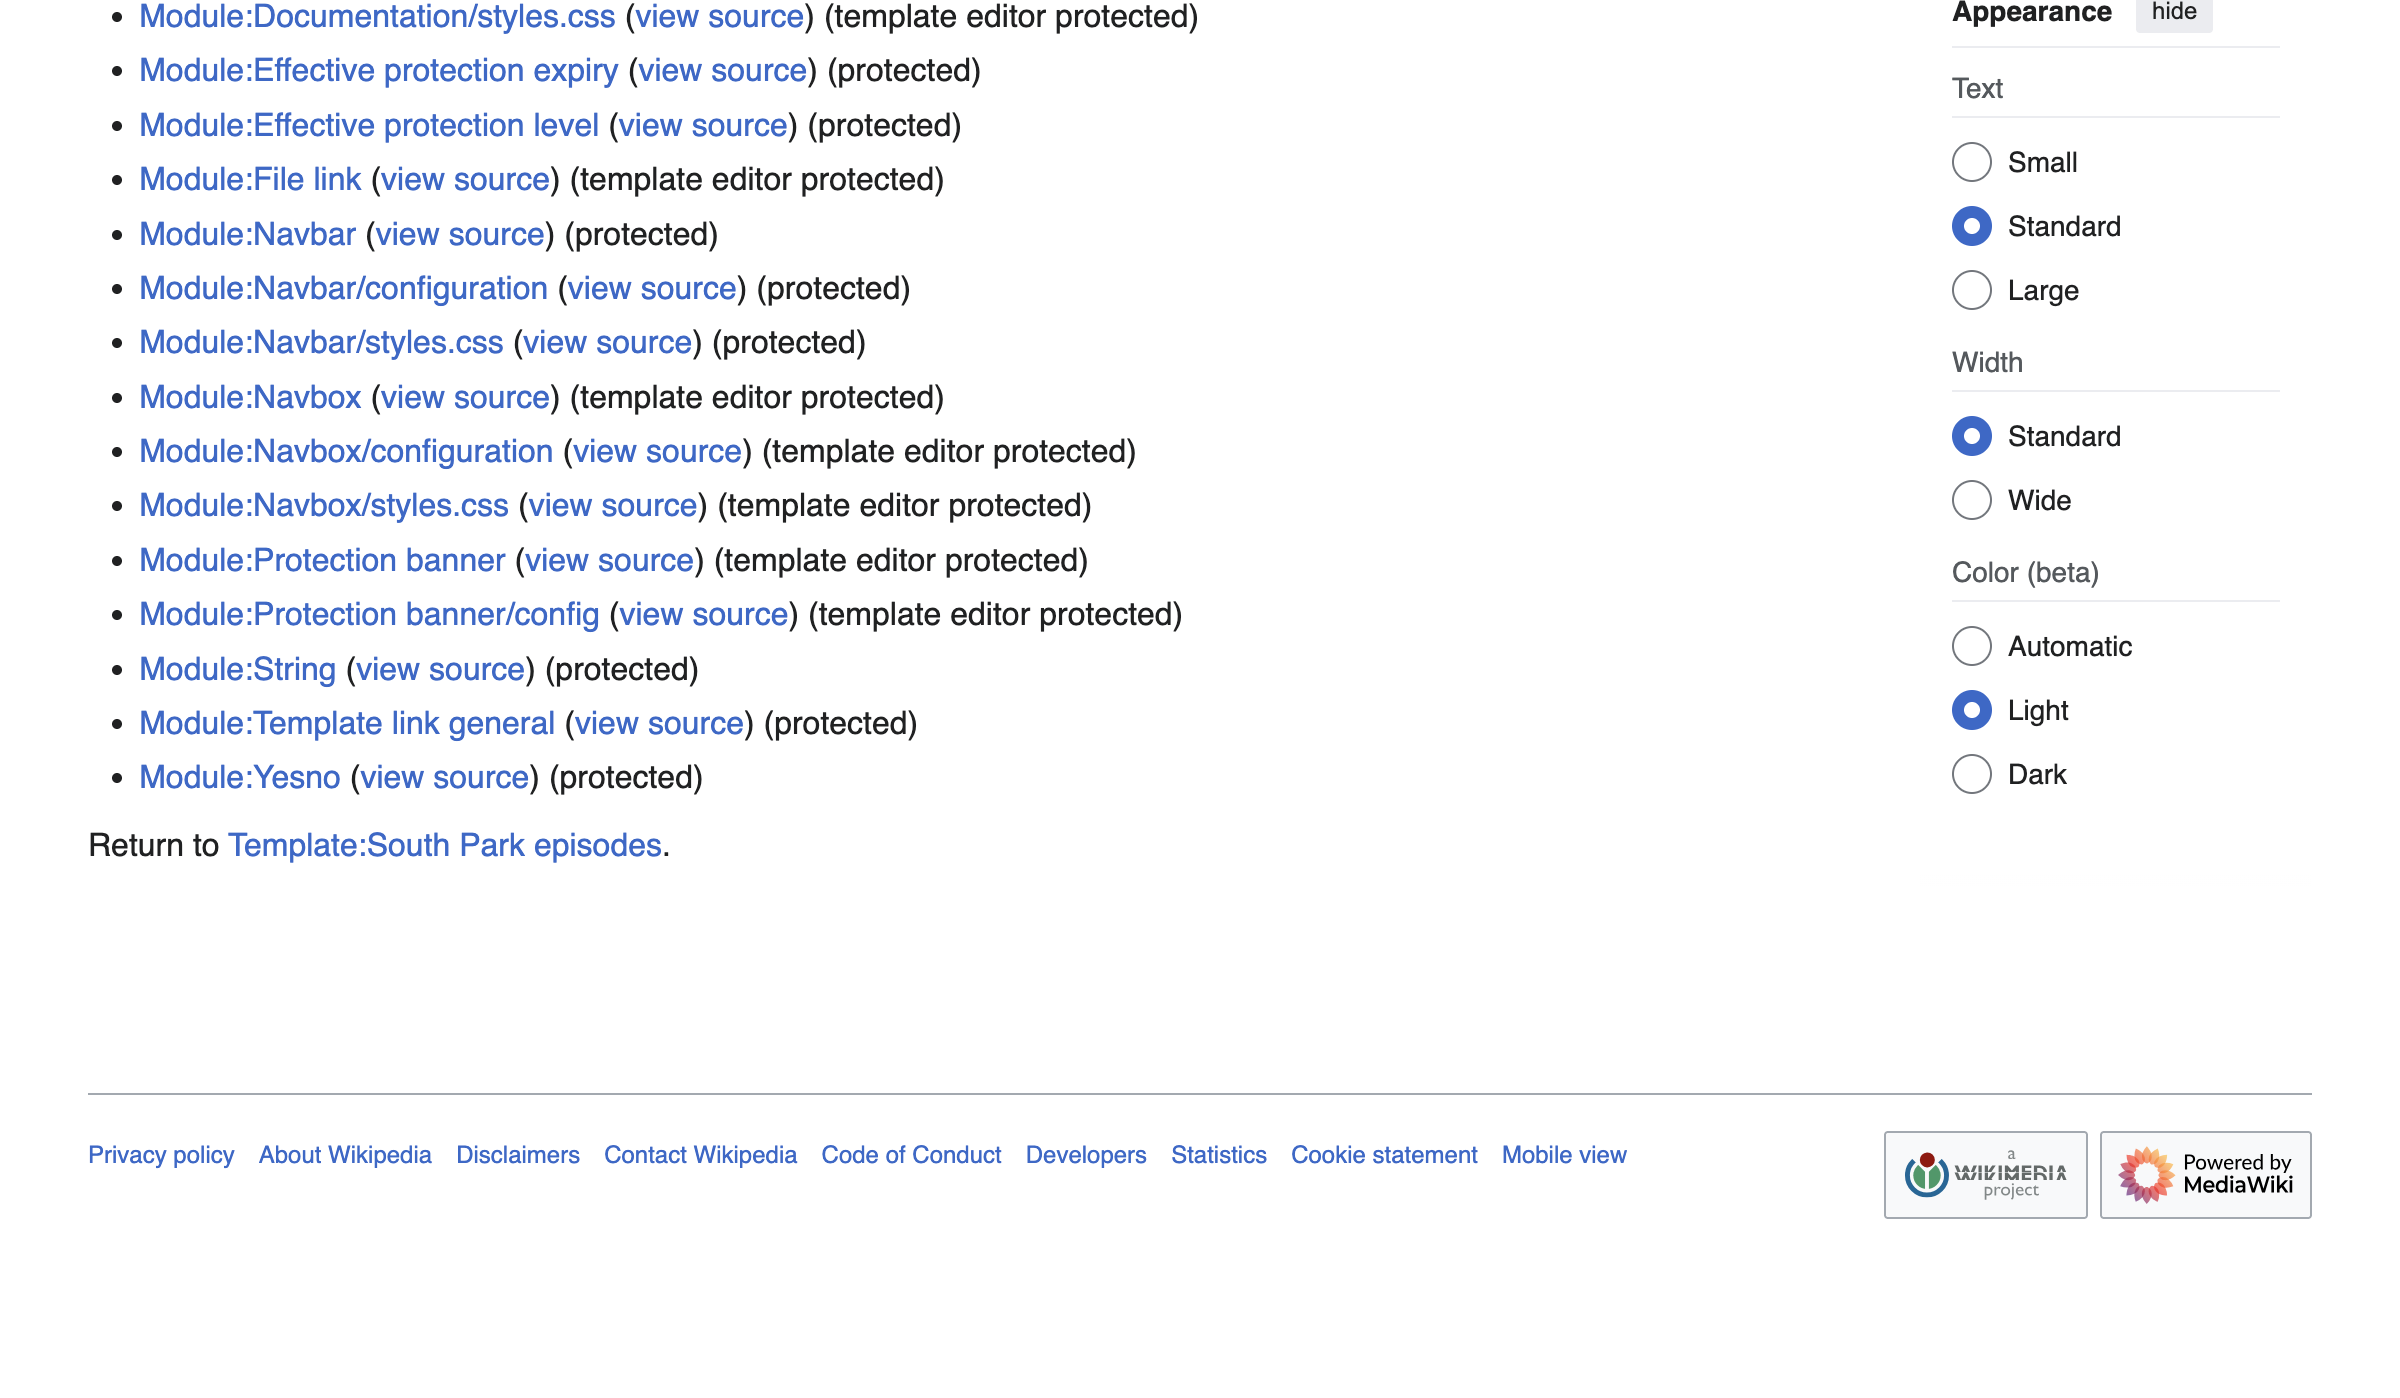 Module:Documentation/styles.css (view source) (template editor protected)
Module:Effective protection expiry (view source) (protected)
Module:Effective protection level (view source) (protected)
Module:File link (view source) (template editor protected)
Module:Navbar (view source) (protected)
Module:Navbar/configuration (view source) (protected)
Module:Navbar/styles.css (view source) (protected)
Module:Navbox (view source) (template editor protected)
Module:Navbox/configuration (view source) (template editor protected)
Module:Navbox/styles.css (view source) (template editor protected)
Module:Protection banner (view source) (template editor protected)
Module:Protection banner/config (view source) (template editor protected)
Module:String (view source) (protected)
Module:Template link general (view source) (protected)
Module:Yesno (view source) (protected)
Return to Template:South Park episodes.
Appearance hide
Text
Small
Standard
Large
Width
Standard
Wide
Color (beta)
Automatic
Light
Dark
Privacy policy About Wikipedia Disclaimers Contact Wikipedia Code of Conduct Developers Statistics Cookie statement Mobile view
a
WIKIMEDIA
project
Powered by
MediaWiki